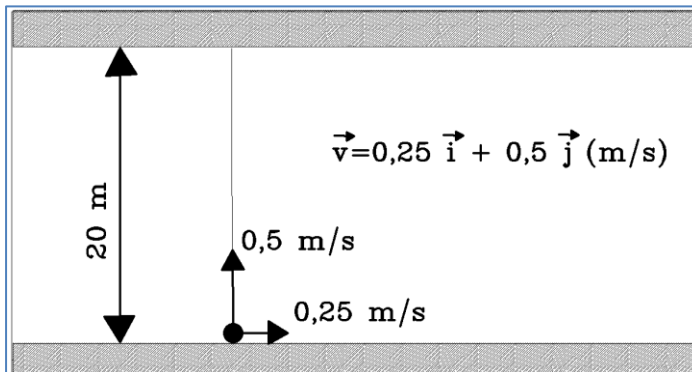 v⃗=0,25 i⃗ + 0,5 j⃗ (m/s)
20 m
0,5 m/s
0,25 m/s